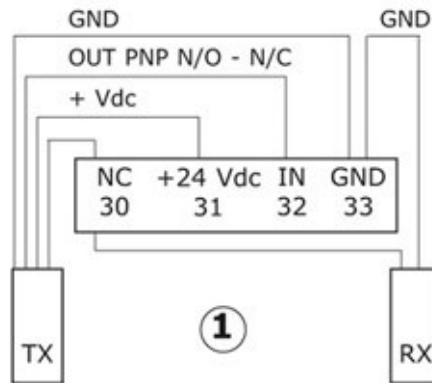 GND GND
OUT PNP N/O - N/C
+ Vdc
NC +24 Vdc IN GND
30 31 32 33
1
TX RX